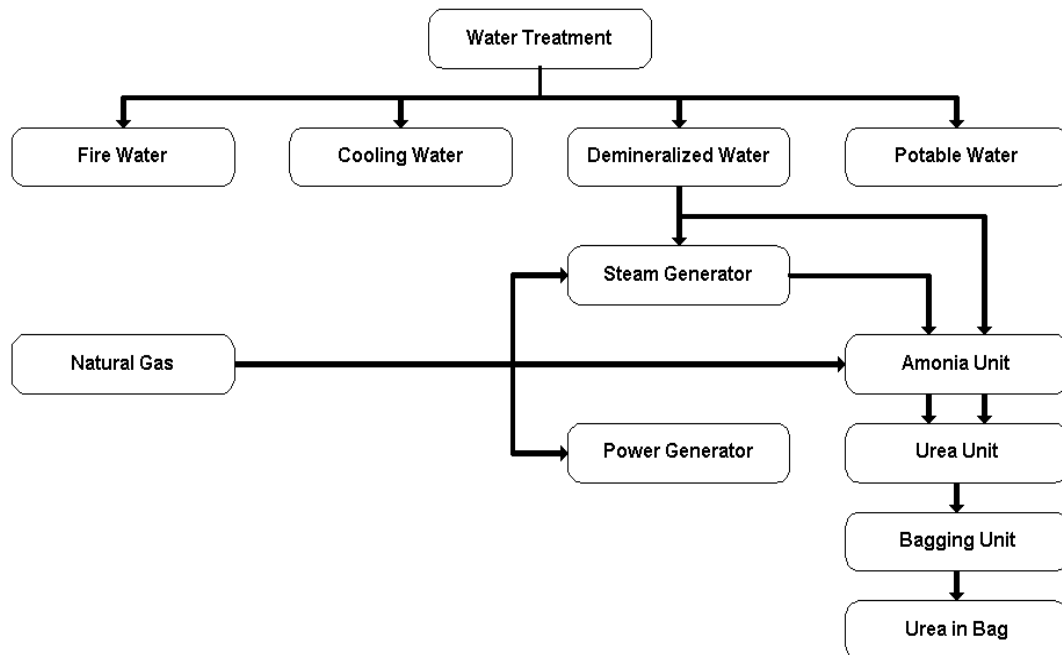 Water Treatment
Fire Water
Cooling Water
Demineralized Water
Potable Water
Steam Generator
Natural Gas
Amonia Unit
Power Generator
Urea Unit
Bagging Unit
Urea in Bag